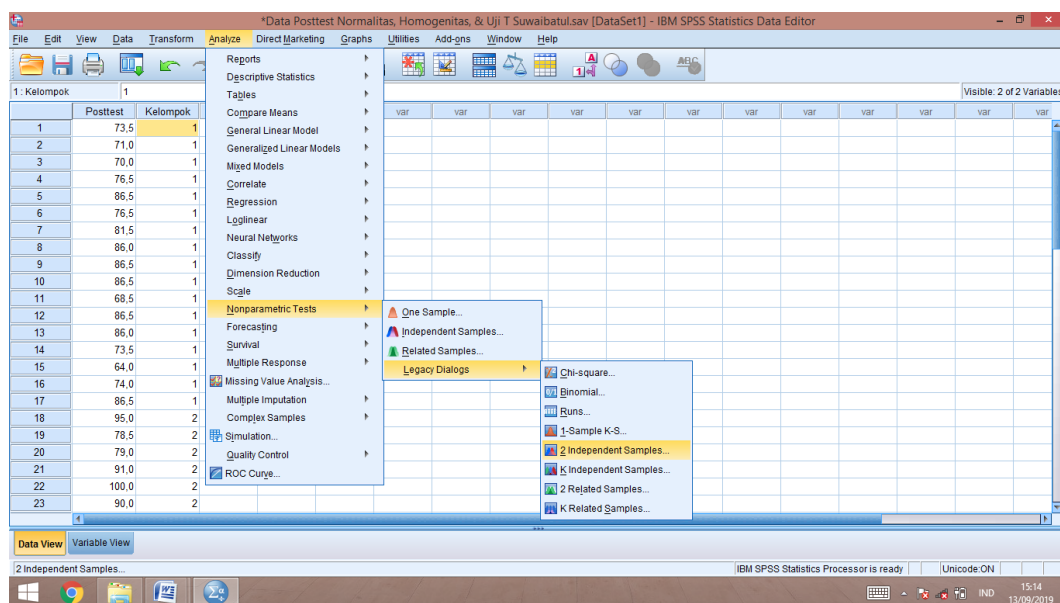 *Data Posttest Normalitas, Homogenitas, & Uji T Suwaibatul.sav [DataSet1] - IBM SPSS Statistics Data Editor
File Edit View Data Transform Analyze Direct Marketing Graphs Utilities Add-ons Window Help
1 : Kelompok 1 Visible: 2 of 2 Variables
Posttest Kelompok var var var var var var var var var var
1 73,5 1
2 71,0 1
3 70,0 1
4 76,5 1
5 86,5 1
6 76,5 1
7 81,5 1
8 86,0 1
9 86,5 1
10 86,5 1
11 68,5 1
12 86,5 1
13 86,0 1
14 73,5 1
15 64,0 1
16 74,0 1
17 86,5 1
18 95,0 2
19 78,5 2
20 79,0 2
21 91,0 2
22 100,0 2
23 90,0 2
Reports
Descriptive Statistics
Tables
Compare Means
General Linear Model
Generalized Linear Models
Mixed Models
Correlate
Regression
Loglinear
Neural Networks
Classify
Dimension Reduction
Scale
Nonparametric Tests
Forecasting
Survival
Multiple Response
Missing Value Analysis...
Multiple Imputation
Complex Samples
Simulation...
Quality Control
ROC Curve...
One Sample...
Independent Samples...
Related Samples...
Legacy Dialogs
Chi-square...
Binomial...
Runs...
1-Sample K-S...
2 Independent Samples...
K Independent Samples...
2 Related Samples...
K Related Samples...
Data View Variable View
2 Independent Samples... IBM SPSS Statistics Processor is ready Unicode:ON
IND 15:14
13/09/2019